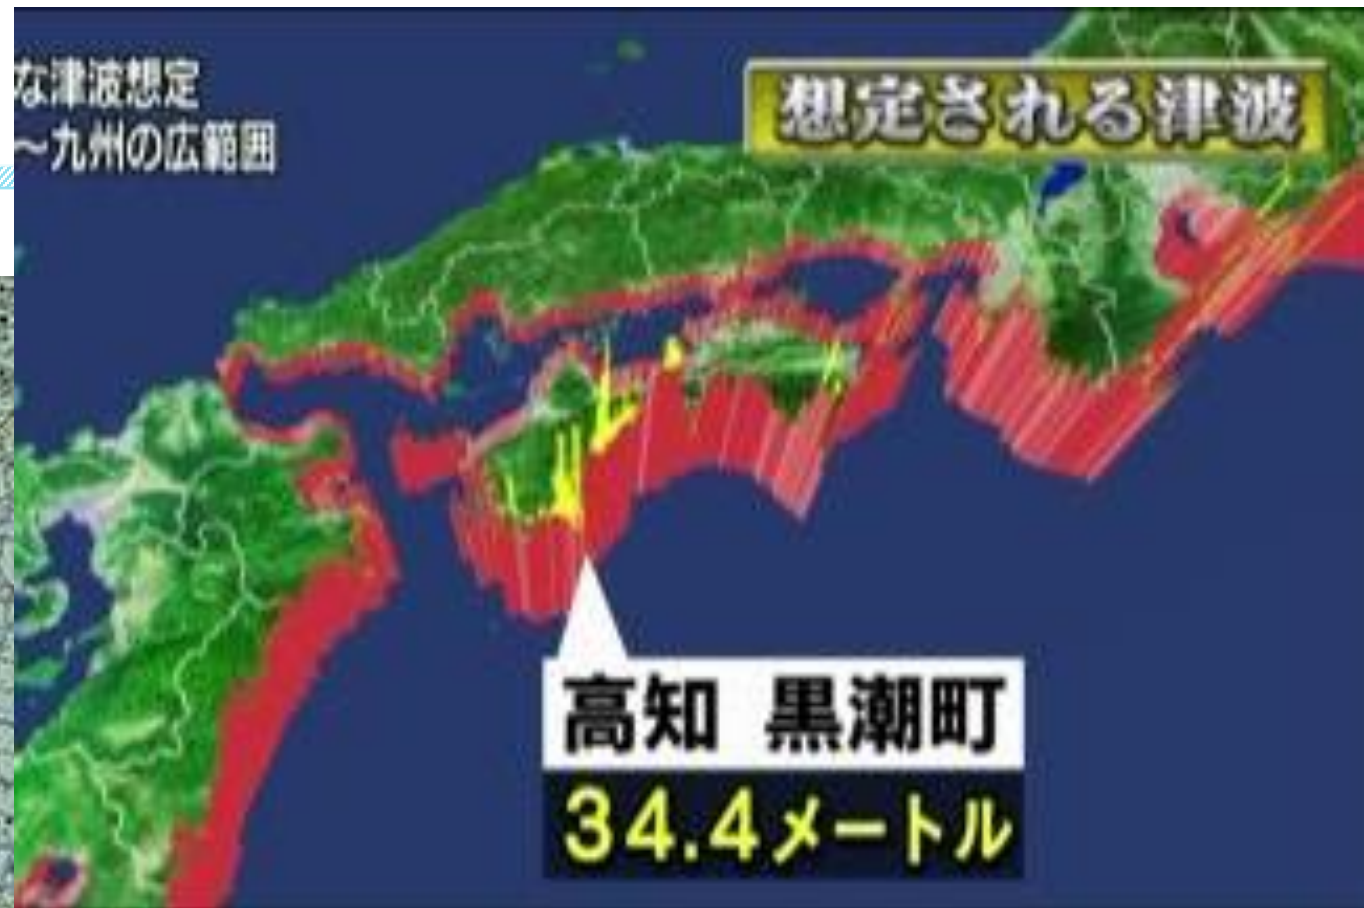 な津波想定
～九州の広範囲
想定される津波
高知 黒潮町
34.4メートル